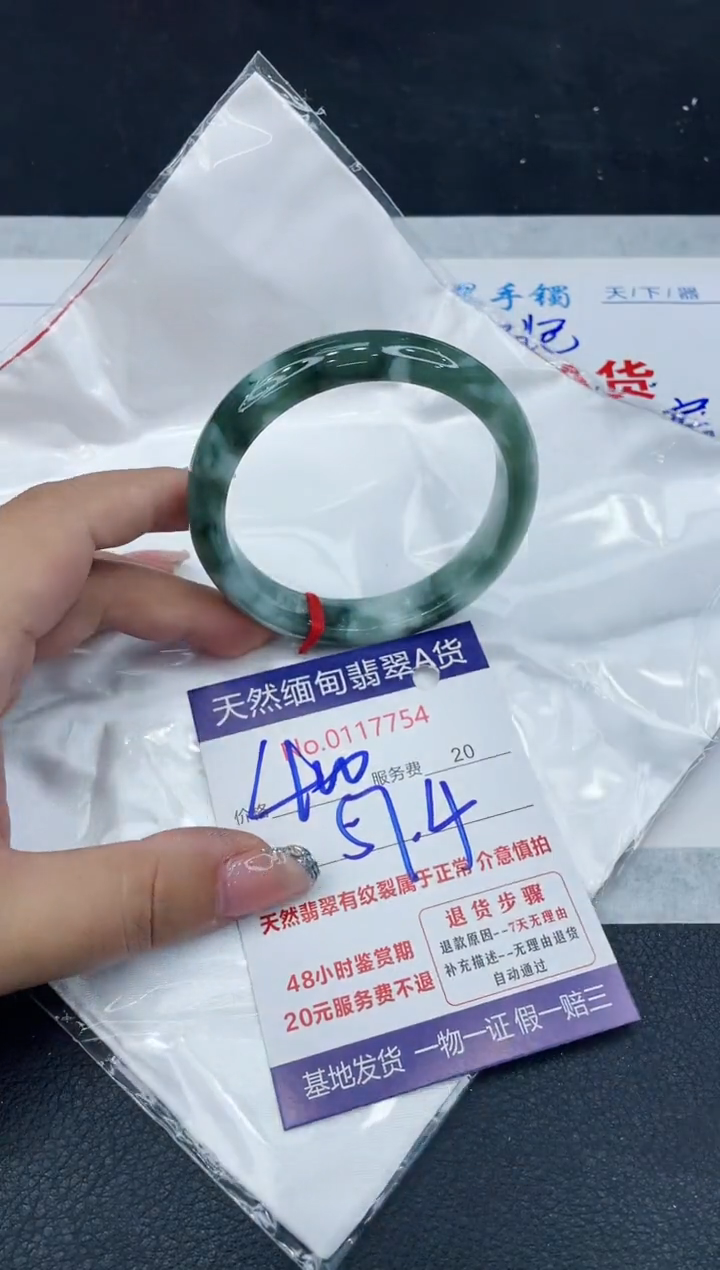 手镯 天/下/器
货
天然缅甸翡翠A货
No.0117754
价格 400 服务费 20
57.4
天然翡翠有纹裂属于正常 介意慎拍
48小时鉴赏期
20元服务费不退
退货步骤
退款原因--7天无理由
补充描述--无理由退货
自动通过
基地发货 一物一证 假一赔三